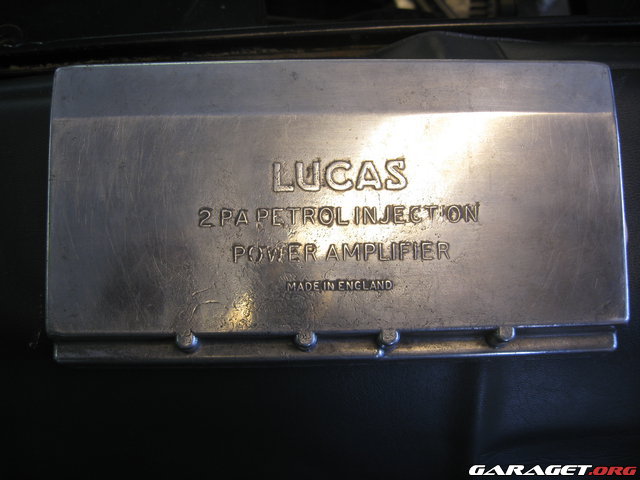 LUCAS
2 PA PETROL INJECTION
POWER AMPLIFIER
MADE IN ENGLAND
GARAGET.ORG